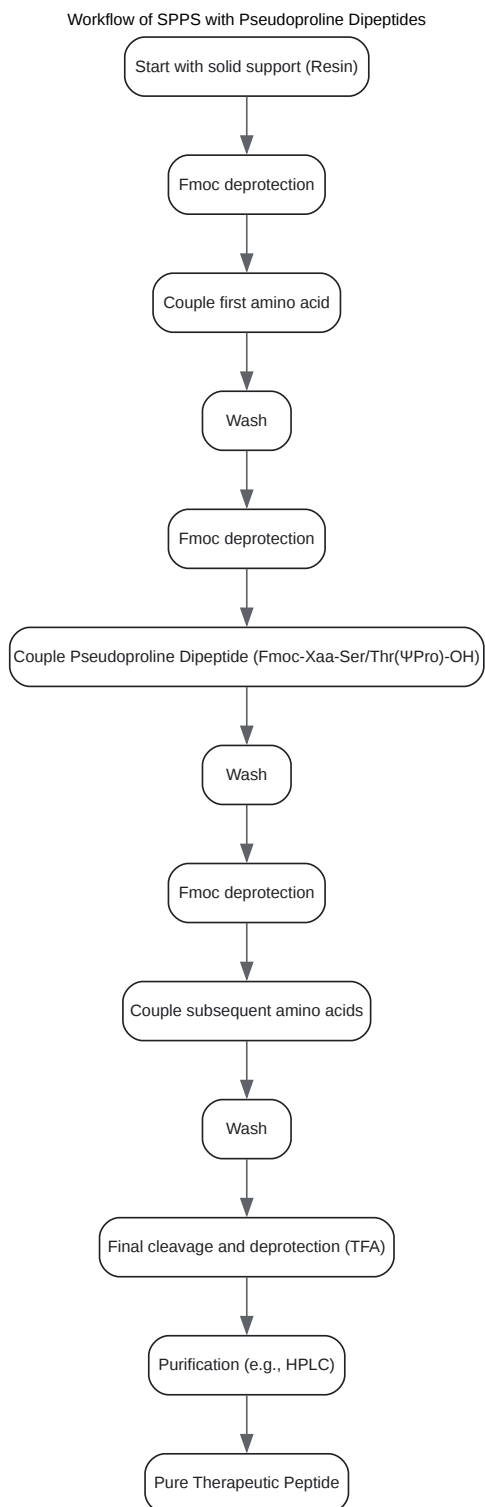 Workflow of SPPS with Pseudoproline Dipeptides
Start with solid support (Resin)
Fmoc deprotection
Couple first amino acid
Wash
Fmoc deprotection
Couple Pseudoproline Dipeptide (Fmoc-Xaa-Ser/Thr(ΨPro)-OH)
Wash
Fmoc deprotection
Couple subsequent amino acids
Wash
Final cleavage and deprotection (TFA)
Purification (e.g., HPLC)
Pure Therapeutic Peptide